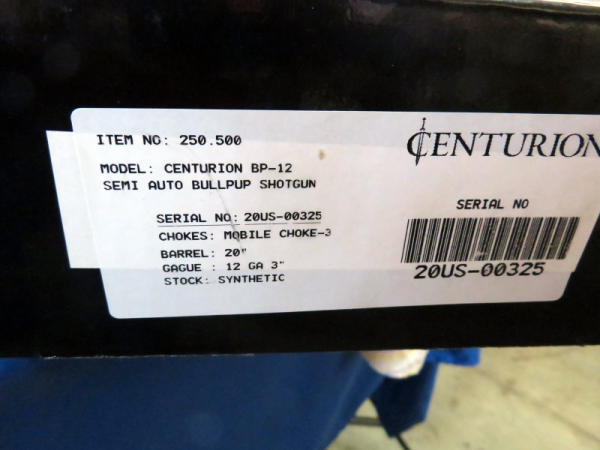 ITEM NO: 250.500
MODEL: CENTURION BP-12
SEMI AUTO BULLPUP SHOTGUN
SERIAL NO: 20US-00325
CHOKES: MOBILE CHOKE-3
BARREL: 20"
GAGUE : 12 GA 3"
STOCK: SYNTHETIC
CENTURION
SERIAL NO
20US-00325